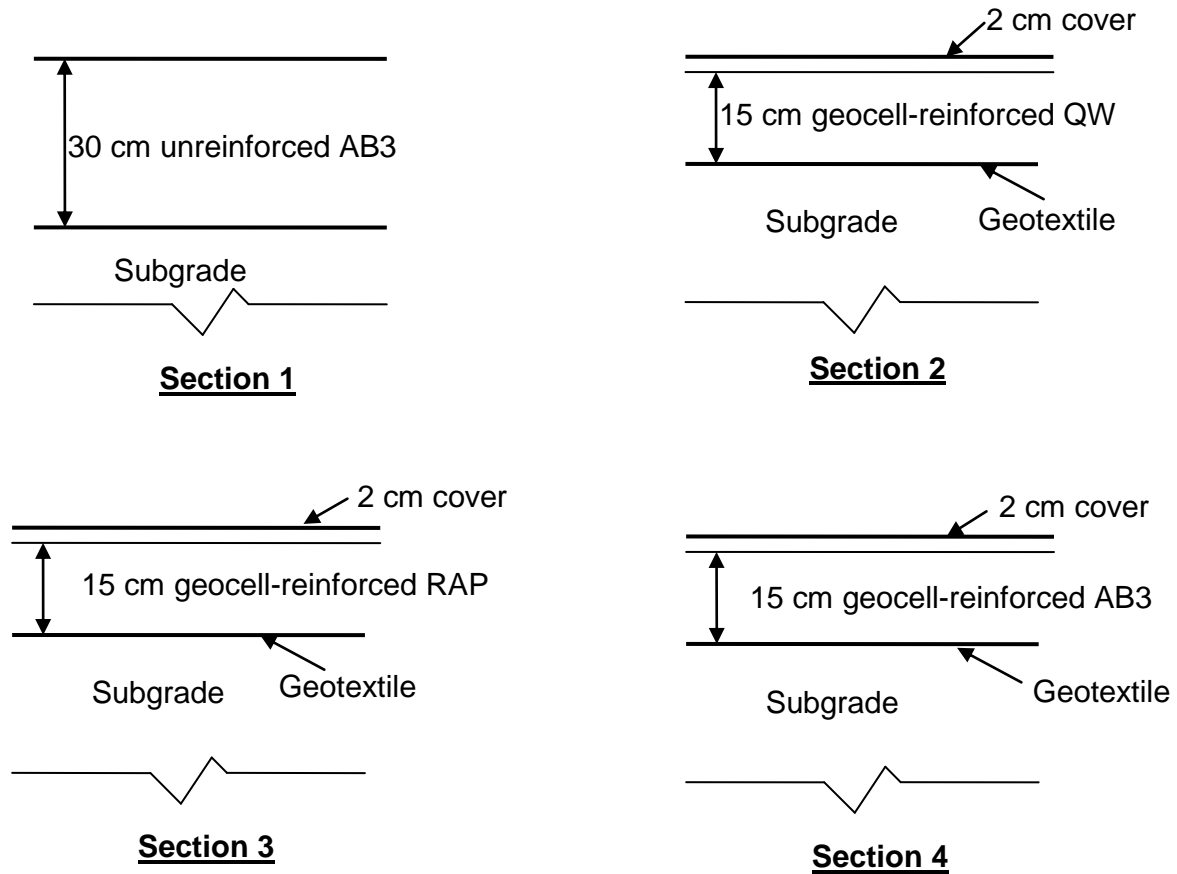 30 cm unreinforced AB3
Subgrade
Section 1
2 cm cover
15 cm geocell-reinforced QW
Subgrade
Geotextile
Section 2
2 cm cover
15 cm geocell-reinforced RAP
Subgrade
Geotextile
Section 3
2 cm cover
15 cm geocell-reinforced AB3
Subgrade
Geotextile
Section 4